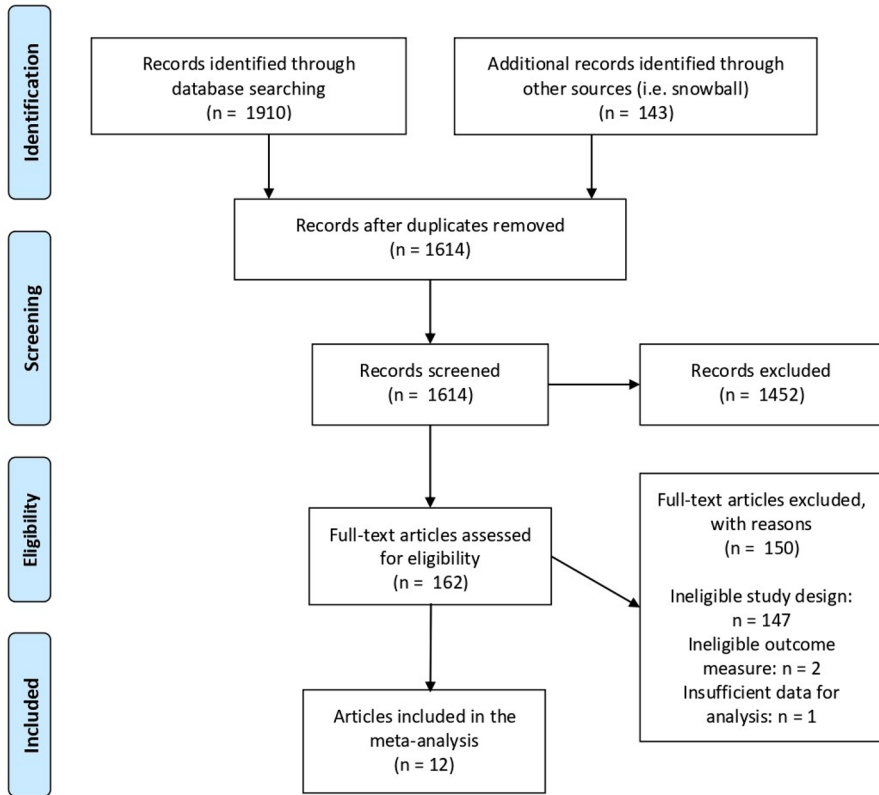 Identification
Records identified through
database searching
(n = 1910)
Additional records identified through
other sources (i.e. snowball)
(n = 143)
Records after duplicates removed
(n = 1614)
Screening
Records screened
(n = 1614)
Records excluded
(n = 1452)
Eligibility
Full-text articles assessed
for eligibility
(n = 162)
Full-text articles excluded,
with reasons
(n = 150)
Ineligible study design:
n = 147
Ineligible outcome
measure: n = 2
Insufficient data for
analysis: n = 1
Included
Articles included in the
meta-analysis
(n = 12)